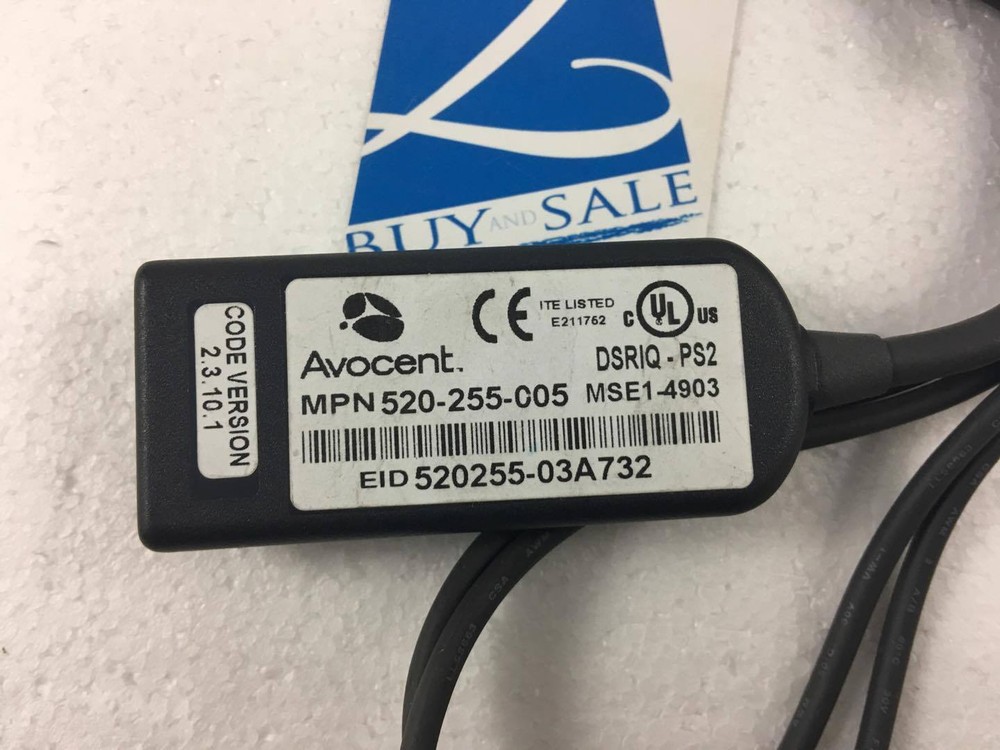 BUY AND SALE
CODE VERSION
2.3.10.1
Avocent™
CE
ITE LISTED
E211762
C UL US
DSRIQ - PS2
MPN 520-255-005 MSE1-4903
EID 520255-03A732